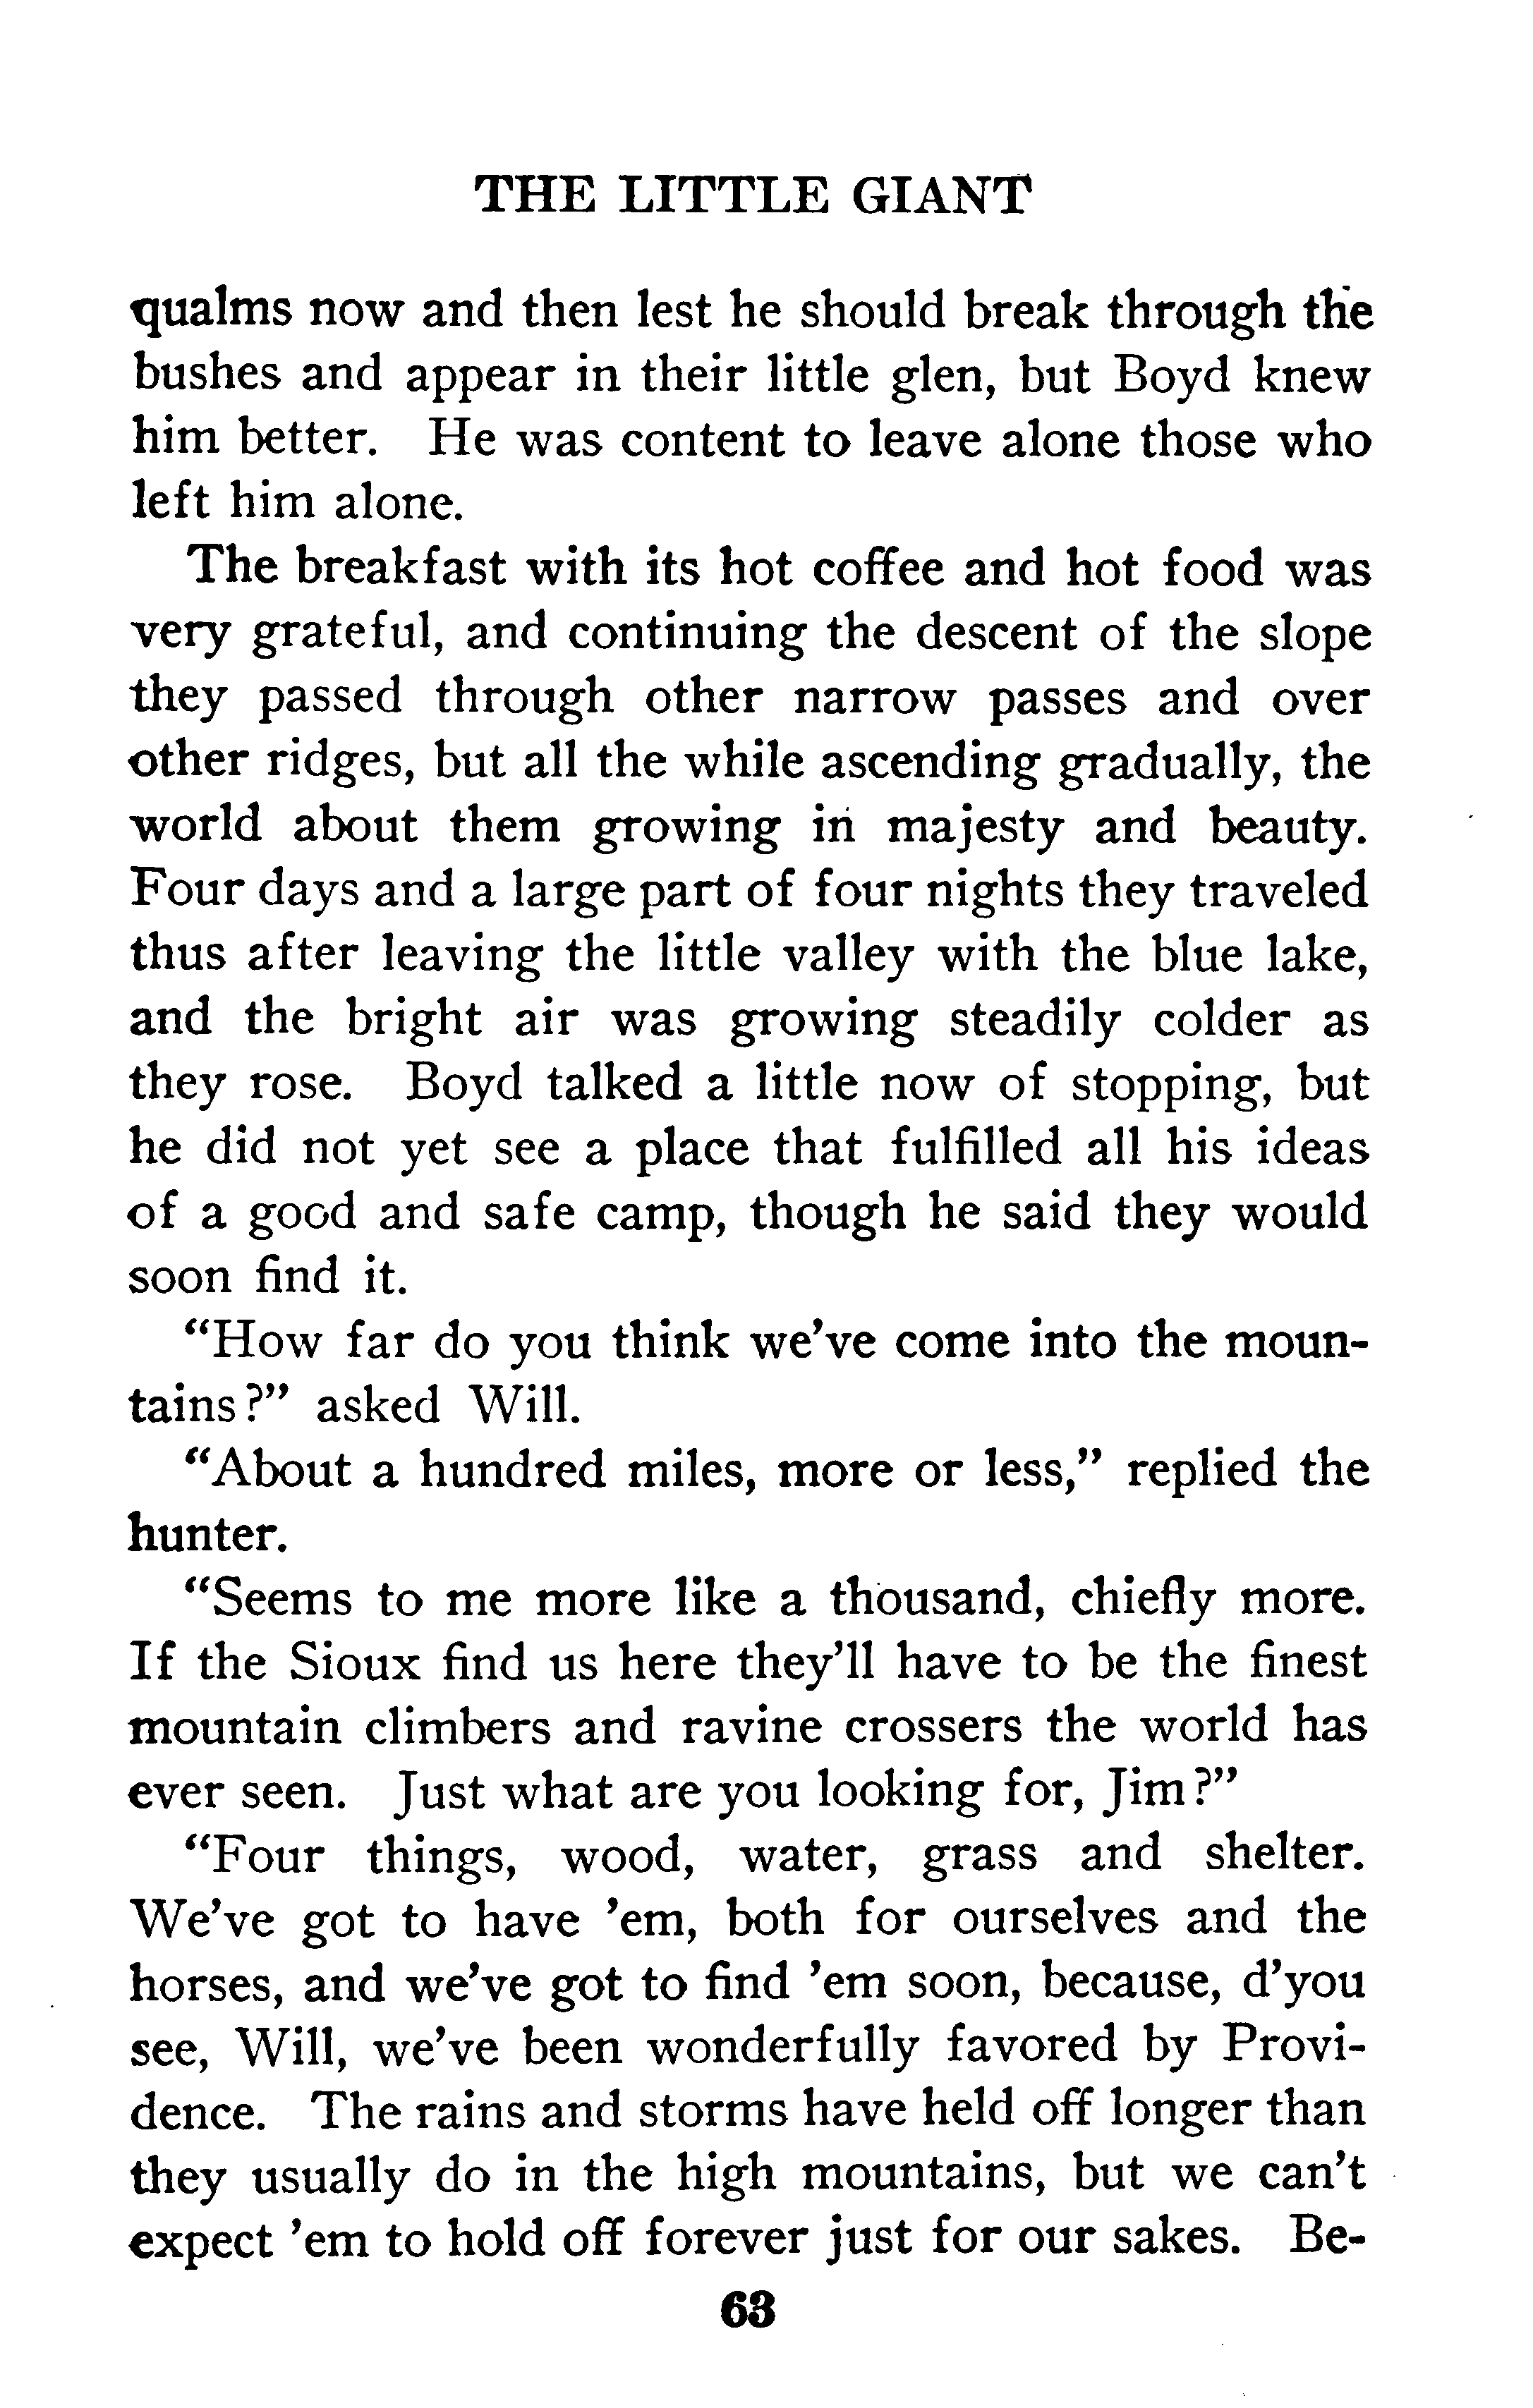 THE LITTLE GIANT
qualms now and then lest he should break through the
bushes and appear in their little glen, but Boyd knew
him better. He was content to leave alone those who
left him alone.
The breakfast with its hot coffee and hot food was
very grateful, and continuing the descent of the slope
they passed through other narrow passes and over
other ridges, but all the while ascending gradually, the
world about them growing in majesty and beauty.
Four days and a large part of four nights they traveled
thus after leaving the little valley with the blue lake,
and the bright air was growing steadily colder as
they rose. Boyd talked a little now of stopping, but
he did not yet see a place that fulfilled all his ideas
of a good and safe camp, though he said they would
soon find it.
“How far do you think we’ve come into the moun-
tains?” asked Will.
“About a hundred miles, more or less,” replied the
hunter.
“Seems to me more like a thousand, chiefly more.
If the Sioux find us here they’ll have to be the finest
mountain climbers and ravine crossers the world has
ever seen. Just what are you looking for, Jim?”
“Four things, wood, water, grass and shelter.
We’ve got to have ’em, both for ourselves and the
horses, and we’ve got to find ’em soon, because, d’you
see, Will, we’ve been wonderfully favored by Provi-
dence. The rains and storms have held off longer than
they usually do in the high mountains, but we can’t
expect ’em to hold off forever just for our sakes. Be-
63